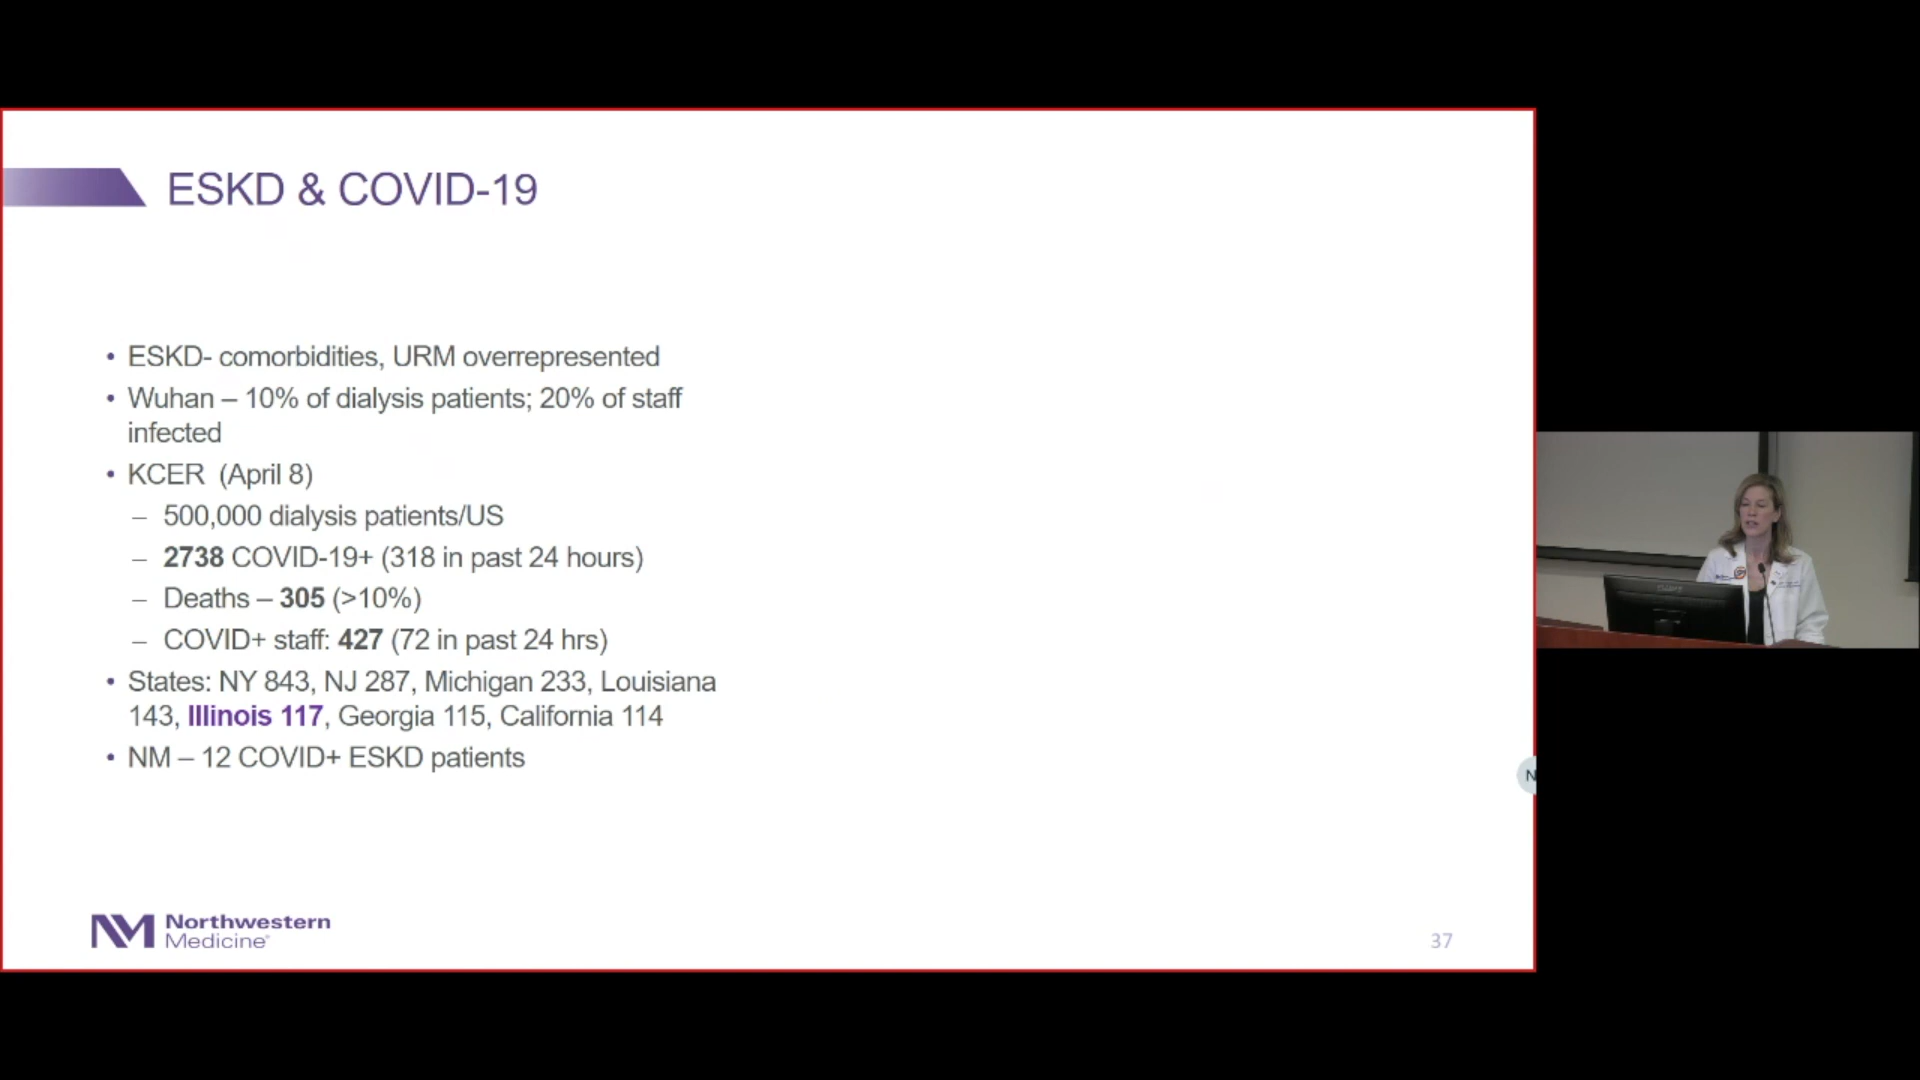 ESKD & COVID-19
• ESKD- comorbidities, URM overrepresented
• Wuhan – 10% of dialysis patients; 20% of staff
infected
• KCER (April 8)
– 500,000 dialysis patients/US
– 2738 COVID-19+ (318 in past 24 hours)
– Deaths – 305 (>10%)
– COVID+ staff: 427 (72 in past 24 hrs)
• States: NY 843, NJ 287, Michigan 233, Louisiana
143, Illinois 117, Georgia 115, California 114
• NM – 12 COVID+ ESKD patients
N
NM Northwestern
Medicine®
37